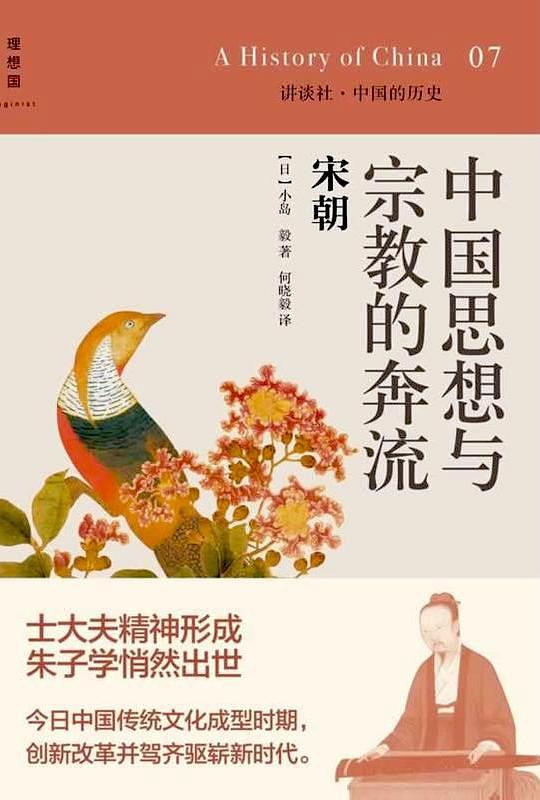 理想国
aginist
A History of China 07
讲谈社·中国的历史
中国思想与
宗教的奔流
宋朝
【日】小岛 毅 著 何晓毅 译
士大夫精神形成
朱子学悄然出世
今日中国传统文化成型时期，
创新改革并驾齐驱崭新时代。